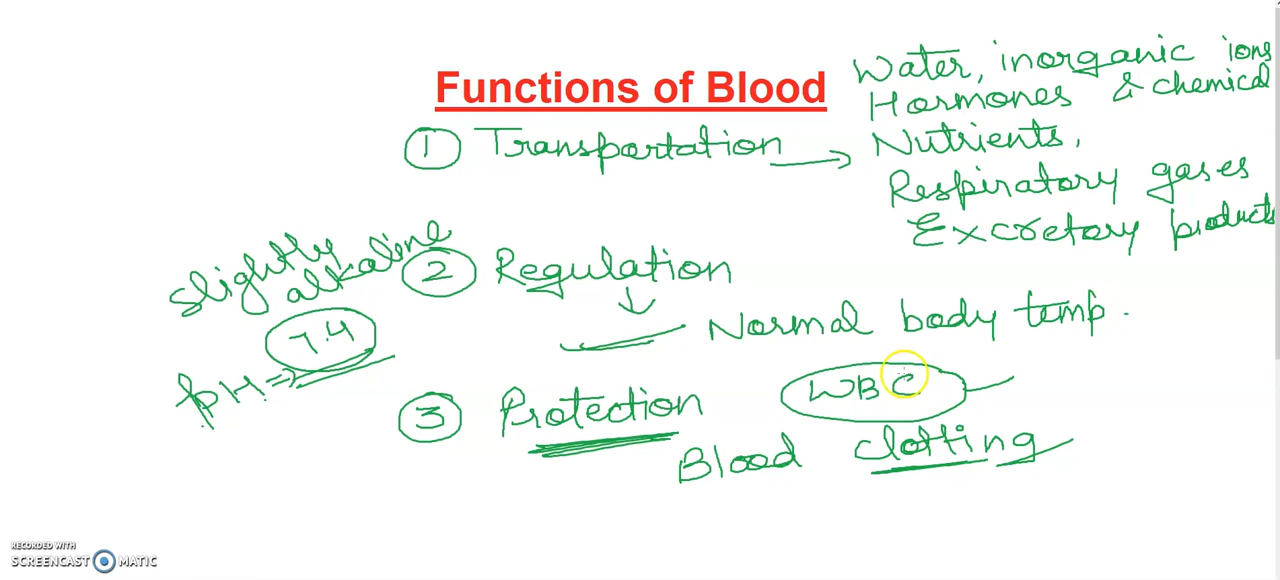 Functions of Blood
① Transportation →
Water, inorganic ions
& chemical
Hormones
Nutrients,
Respiratory gases
Excretory products
② Regulation
Normal body temp.
slightly
alkaline
7.4
pH ⇒
③ Protection
WBC
Blood clotting
RECORDED WITH
SCREENCAST MATIC